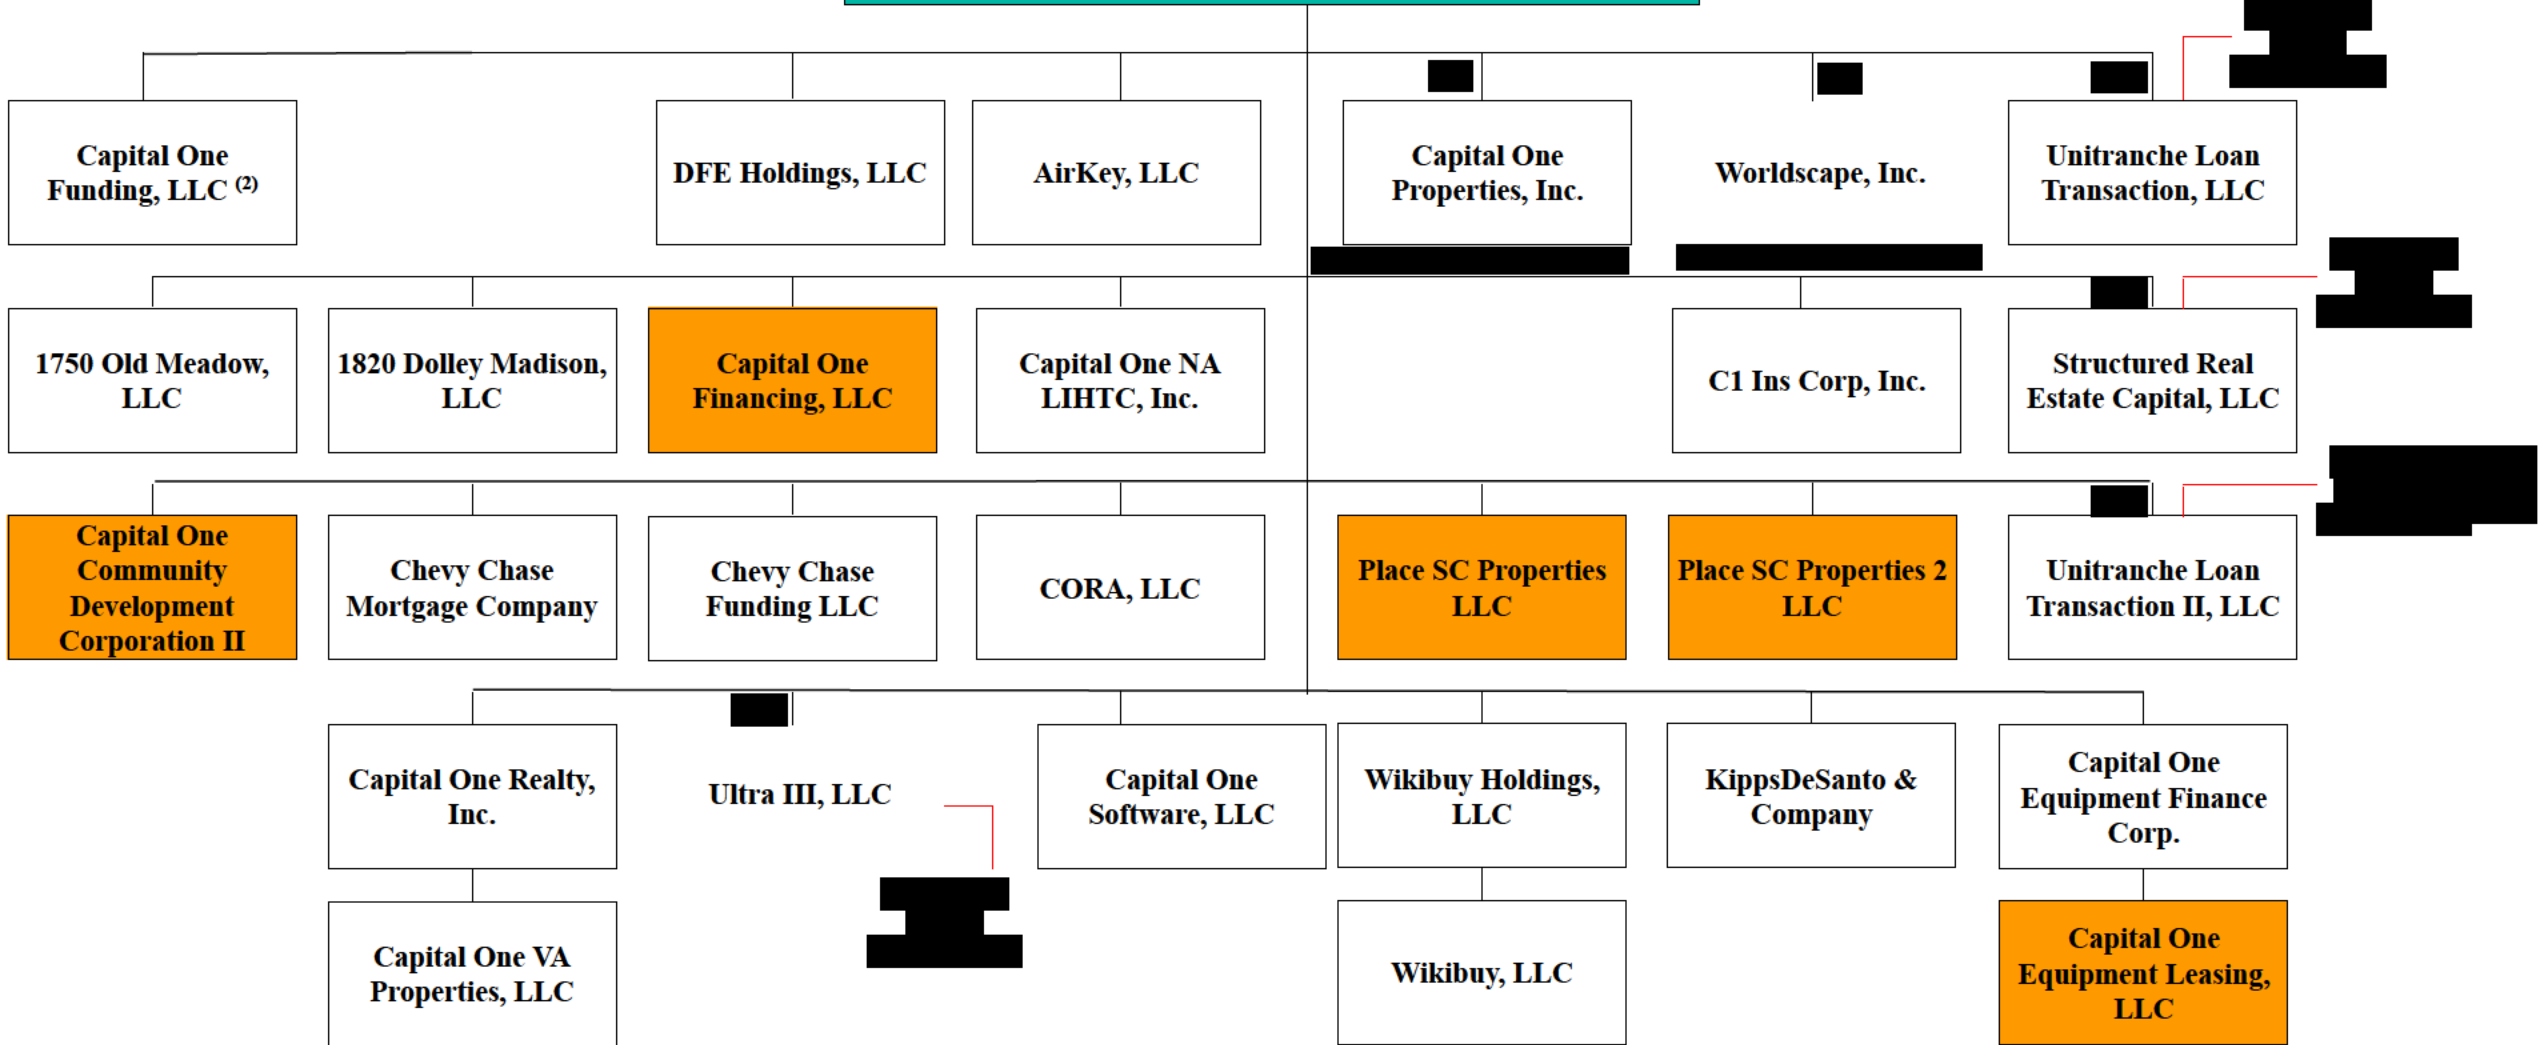 Capital One
Funding, LLC (2)
DFE Holdings, LLC
AirKey, LLC
Capital One
Properties, Inc.
Worldscape, Inc.
Unitranche Loan
Transaction, LLC
1750 Old Meadow,
LLC
1820 Dolley Madison,
LLC
Capital One
Financing, LLC
Capital One NA
LIHTC, Inc.
C1 Ins Corp, Inc.
Structured Real
Estate Capital, LLC
Capital One
Community
Development
Corporation II
Chevy Chase
Mortgage Company
Chevy Chase
Funding LLC
CORA, LLC
Place SC Properties
LLC
Place SC Properties 2
LLC
Unitranche Loan
Transaction II, LLC
Capital One Realty,
Inc.
Ultra III, LLC
Capital One
Software, LLC
Wikibuy Holdings,
LLC
KippsDeSanto &
Company
Capital One
Equipment Finance
Corp.
Capital One VA
Properties, LLC
Wikibuy, LLC
Capital One
Equipment Leasing,
LLC